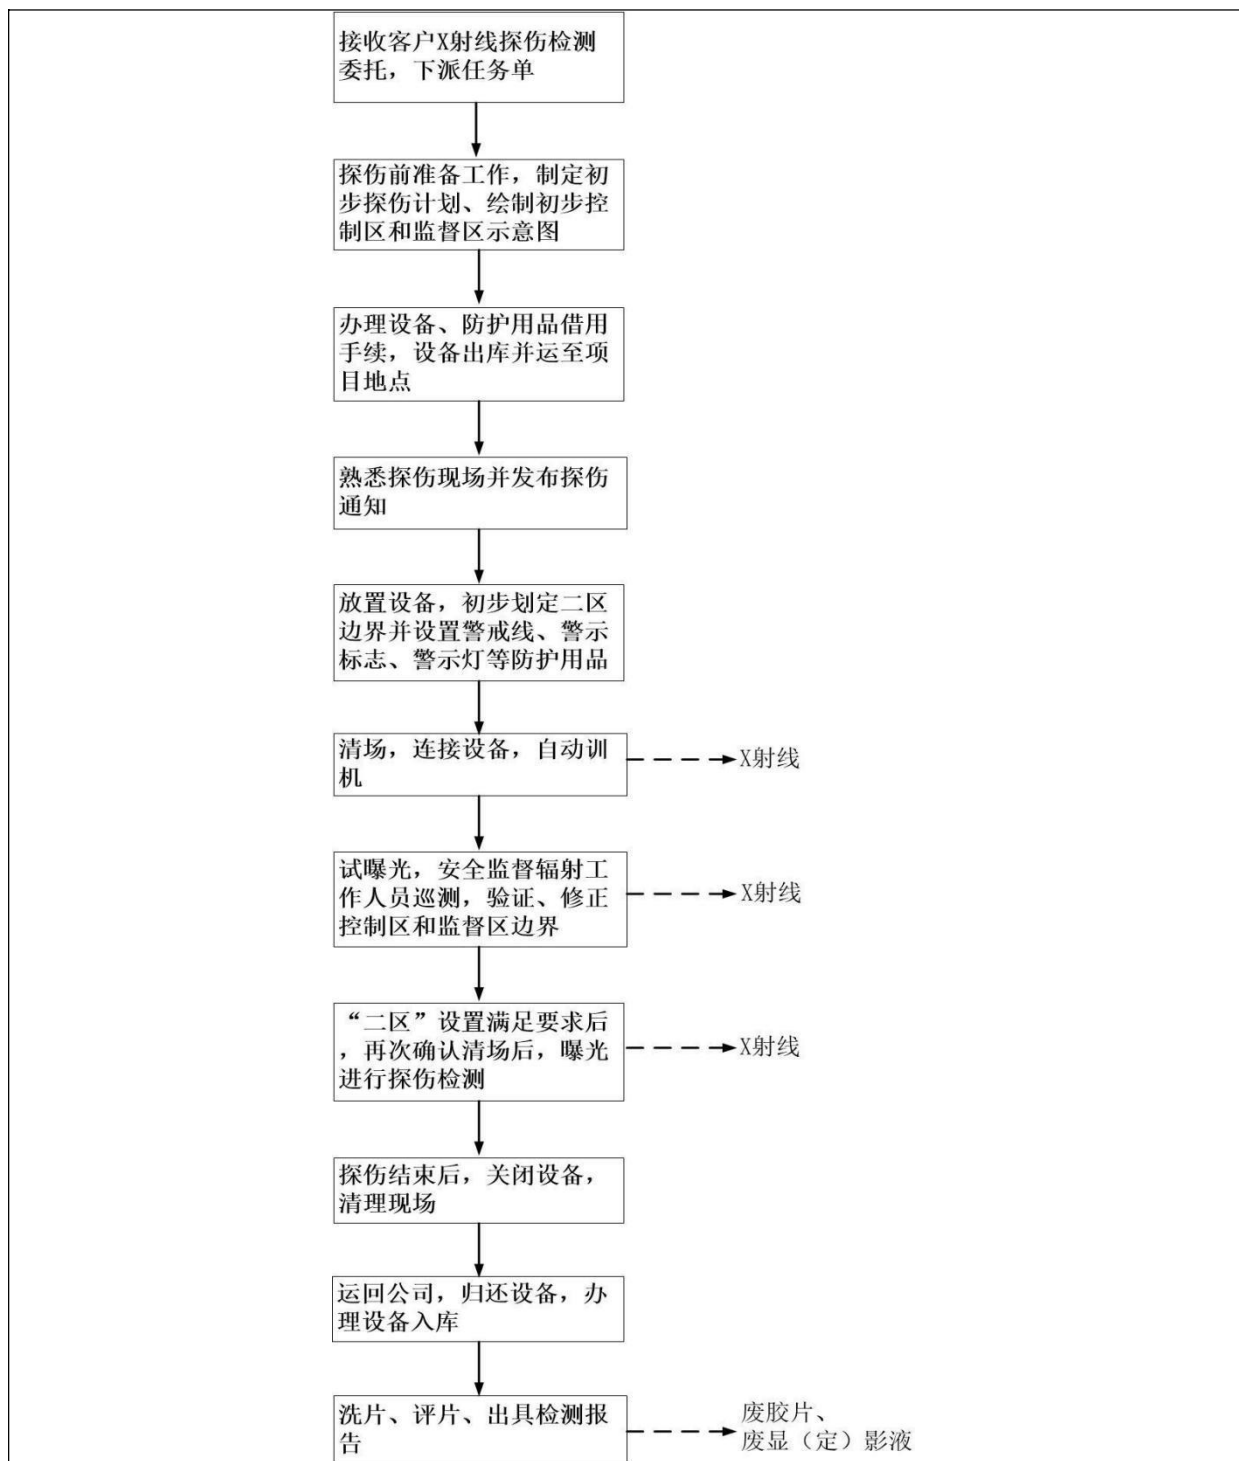 接收客户X射线探伤检测
委托，下派任务单
探伤前准备工作，制定初
步探伤计划、绘制初步控
制区和监督区示意图
办理设备、防护用品借用
手续，设备出库并运至项
目地点
熟悉探伤现场并发布探伤
通知
放置设备，初步划定二区
边界并设置警戒线、警示
标志、警示灯等防护用品
清场，连接设备，自动训
机
X射线
试曝光，安全监督辐射工
作人员巡测，验证、修正
控制区和监督区边界
X射线
“二区”设置满足要求后
，再次确认清场后，曝光
进行探伤检测
X射线
探伤结束后，关闭设备，
清理现场
运回公司，归还设备，办
理设备入库
洗片、评片、出具检测报
告
废胶片、
废显（定）影液